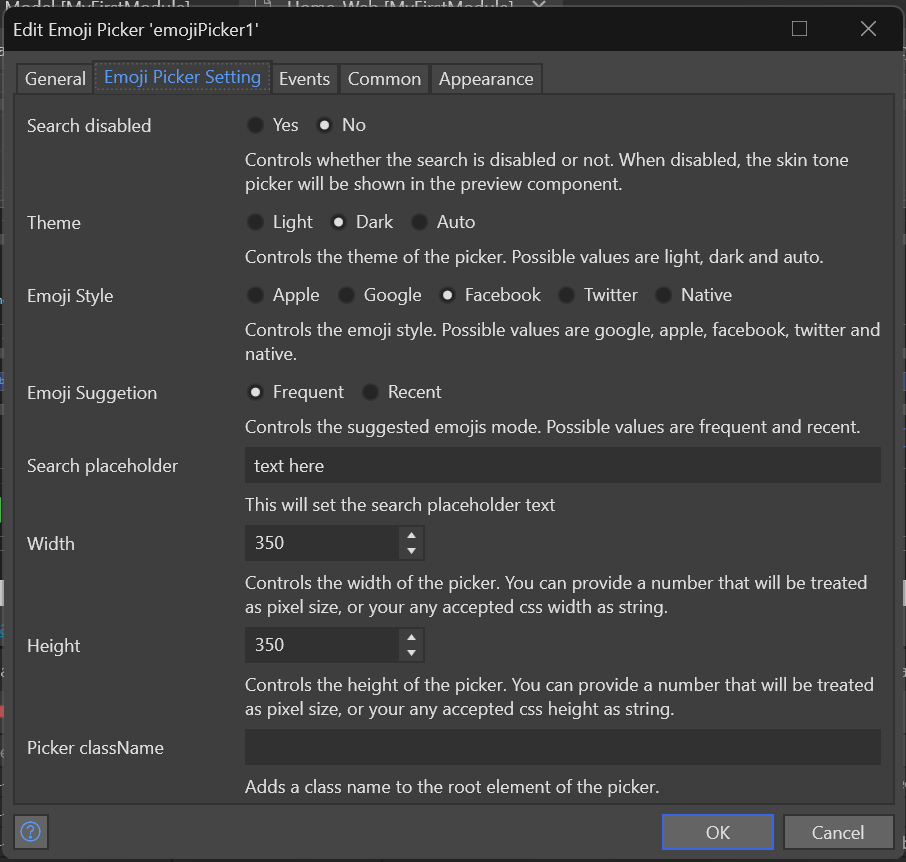 Model [MyFirstModule]
Home_Web [MyFirstModule]
Edit Emoji Picker 'emojiPicker1'
General Emoji Picker Setting Events Common Appearance
Search disabled Yes No
Controls whether the search is disabled or not. When disabled, the skin tone
picker will be shown in the preview component.
Theme Light Dark Auto
Controls the theme of the picker. Possible values are light, dark and auto.
Emoji Style Apple Google Facebook Twitter Native
Controls the emoji style. Possible values are google, apple, facebook, twitter and
native.
Emoji Suggetion Frequent Recent
Controls the suggested emojis mode. Possible values are frequent and recent.
Search placeholder text here
This will set the search placeholder text
Width 350
Controls the width of the picker. You can provide a number that will be treated
as pixel size, or your any accepted css width as string.
Height 350
Controls the height of the picker. You can provide a number that will be treated
as pixel size, or your any accepted css height as string.
Picker className
Adds a class name to the root element of the picker.
? OK Cancel